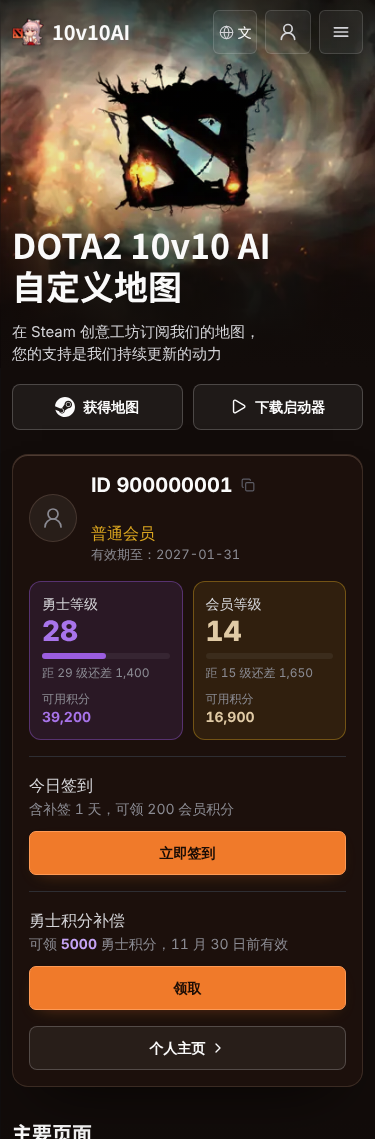 10v10AI
文
DOTA2 10v10 AI
自定义地图
在 Steam 创意工坊订阅我们的地图，
您的支持是我们持续更新的动力
获得地图
下载启动器
ID 900000001
普通会员
有效期至：2027-01-31
勇士等级
28
距 29 级还差 1,400
可用积分
39,200
会员等级
14
距 15 级还差 1,650
可用积分
16,900
今日签到
含补签 1 天，可领 200 会员积分
立即签到
勇士积分补偿
可领 5000 勇士积分，11 月 30 日前有效
领取
个人主页
主要页面